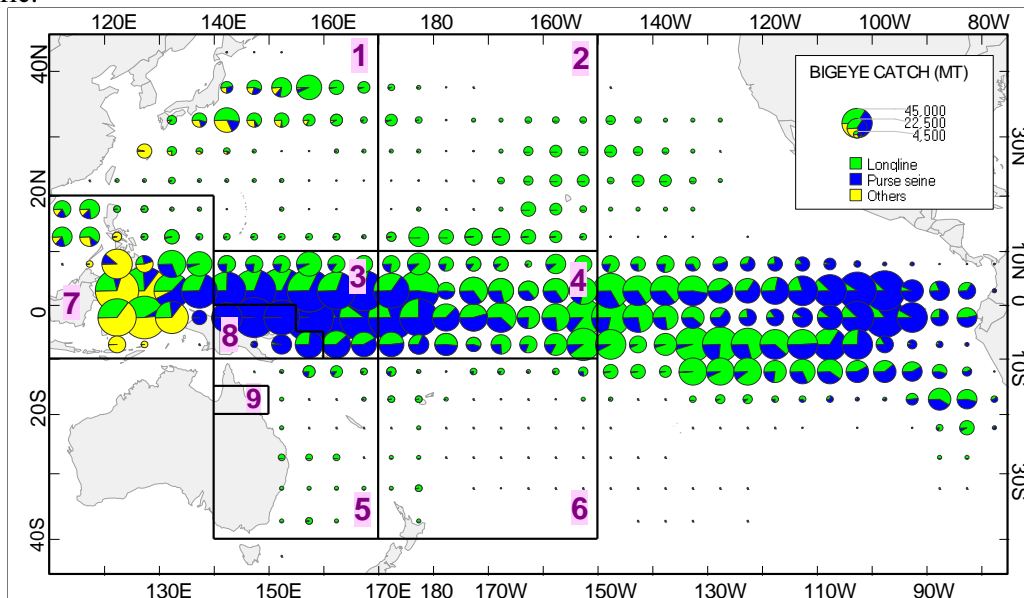 120E 140E 160E 180 160W 140W 120W 100W 80W
40N
1
2
BIGEYE CATCH (MT)
45,000
22,500
4,500
Longline
Purse seine
Others
30N
20N
10N
3
4
7
0
0
8
10S
9
20S
30S
5
6
40S
130E 150E 170E 180 170W 150W 130W 110W 90W